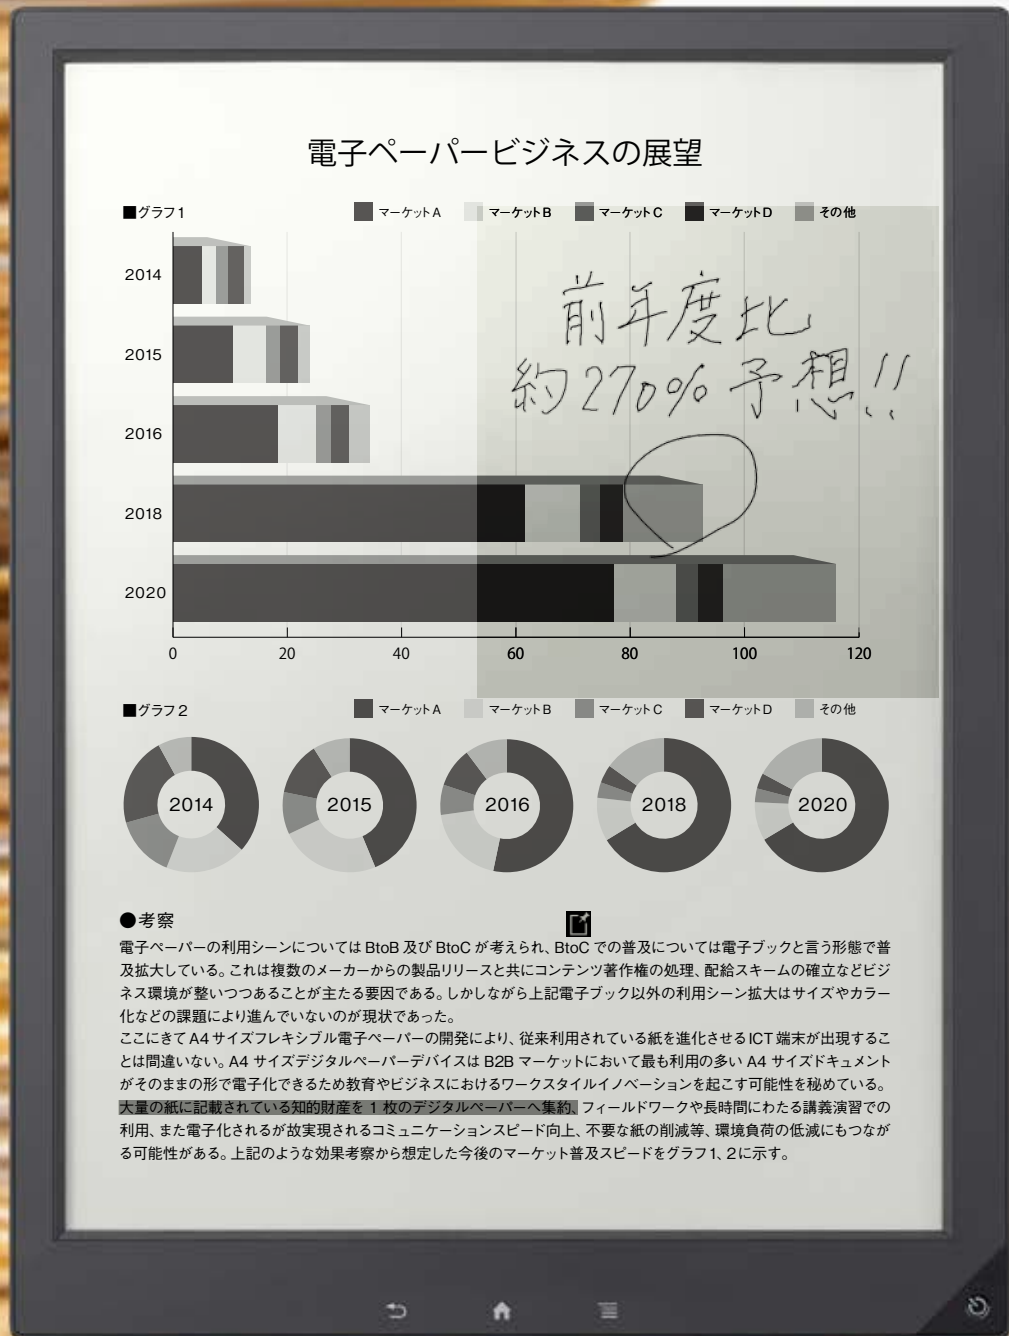 電子ペーパービジネスの展望
■グラフ1 マーケットA マーケットB マーケットC マーケットD その他
2014
2015
2016
2018
2020
0 20 40 60 80 100 120
前年度比
約270%予想!!
■グラフ2 マーケットA マーケットB マーケットC マーケットD その他
2014 2015 2016 2018 2020
●考察
電子ペーパーの利用シーンについては BtoB 及び BtoC が考えられ、BtoC での普及については電子ブックと言う形態で普
及拡大している。これは複数のメーカーからの製品リリースと共にコンテンツ著作権の処理、配給スキームの確立などビジ
ネス環境が整いつつあることが主たる要因である。しかしながら上記電子ブック以外の利用シーン拡大はサイズやカラー
化などの課題により進んでいないのが現状であった。
ここにきて A4 サイズフレキシブル電子ペーパーの開発により、従来利用されている紙を進化させる ICT 端末が出現するこ
とは間違いない。A4 サイズデジタルペーパーデバイスは B2B マーケットにおいて最も利用の多い A4 サイズドキュメント
がそのままの形で電子化できるため教育やビジネスにおけるワークスタイルイノベーションを起こす可能性を秘めている。
大量の紙に記載されている知的財産を 1 枚のデジタルペーパーへ集約、フィールドワークや長時間にわたる講義演習での
利用、また電子化されるが故実現されるコミュニケーションスピード向上、不要な紙の削減等、環境負荷の低減にもつなが
る可能性がある。上記のような効果考察から想定した今後のマーケット普及スピードをグラフ1、2に示す。